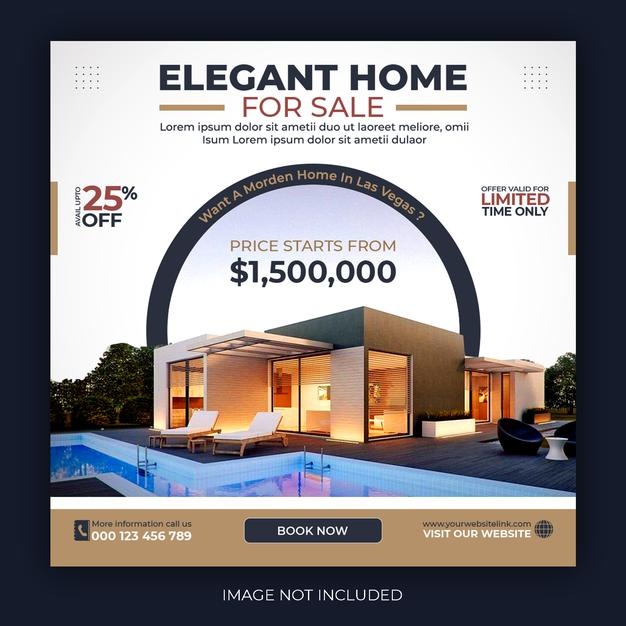 ELEGANT HOME
FOR SALE
Lorem ipsum dolor sit ametii duo ut laoreet meliore, omii
Isum Lorem ipsum dolor sit ametii dulaor
Want A Morden Home In Las Vegas ?
AVAIL UPTO
25%
OFF
OFFER VALID FOR
LIMITED
TIME ONLY
PRICE STARTS FROM
$1,500,000
More information call us
000 123 456 789
BOOK NOW
www.yourwebsitelink.com
VISIT OUR WEBSITE
IMAGE NOT INCLUDED